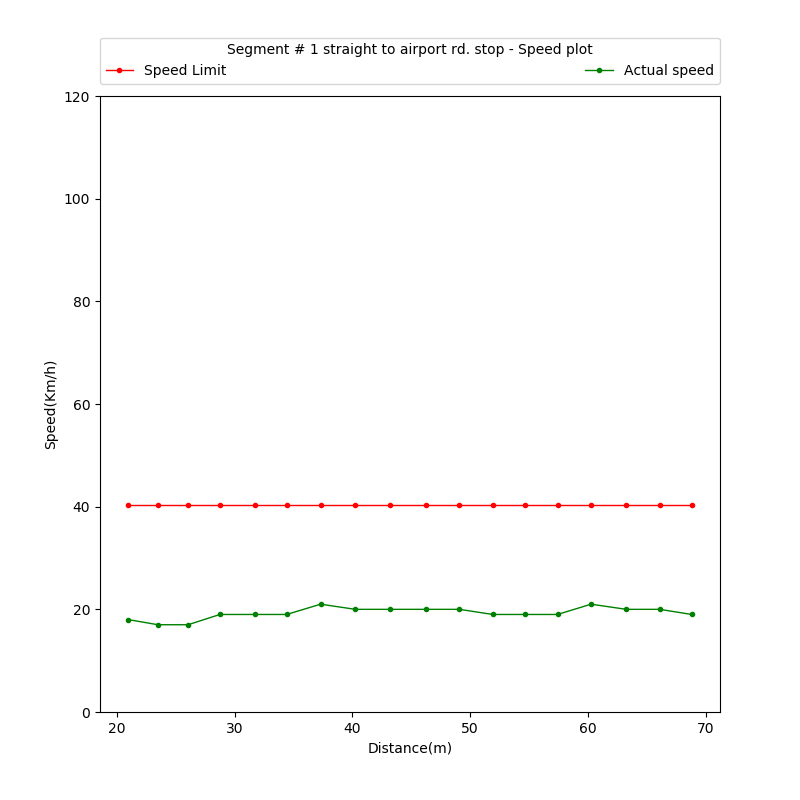 Segment # 1 straight to airport rd. stop - Speed plot
Speed Limit
Actual speed
120
100
80
60
40
20
0
Speed(Km/h)
20 30 40 50 60 70
Distance(m)